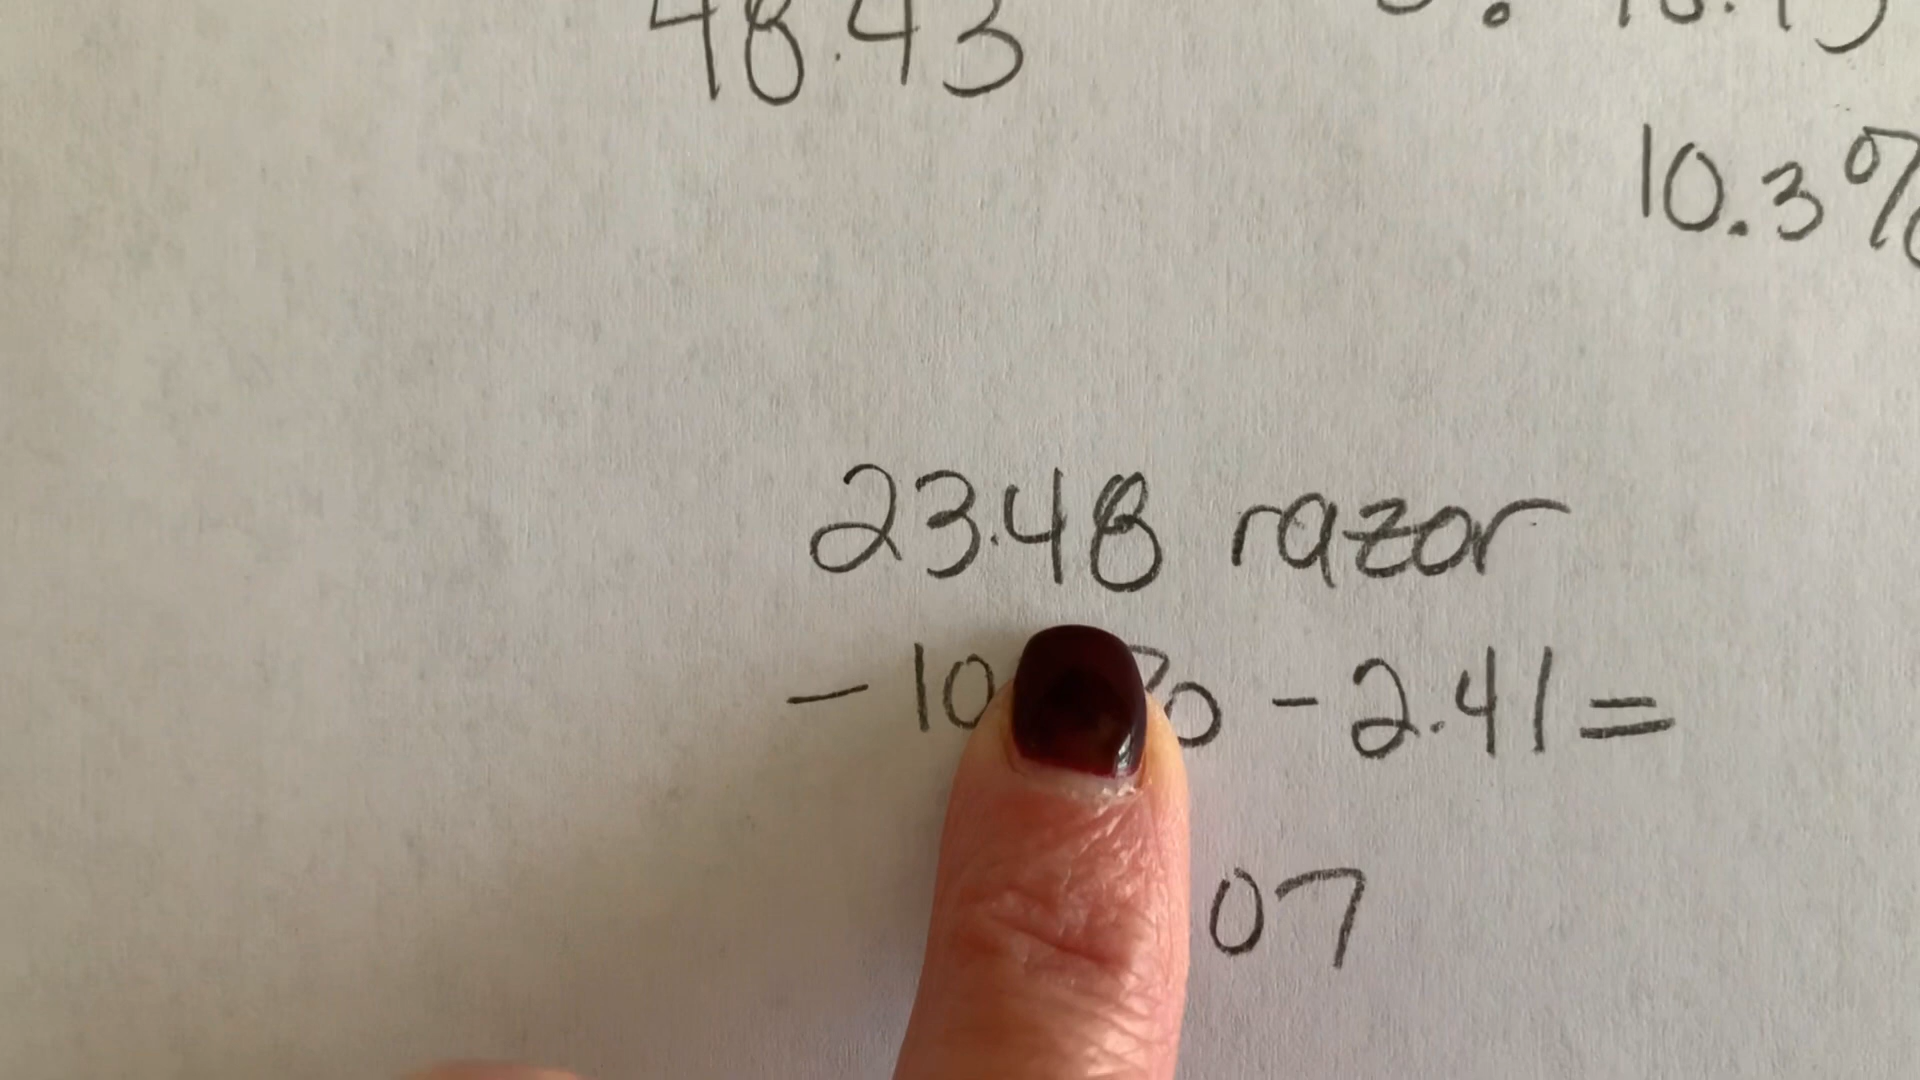 48.43
10.3%
23.48 razor
- 10 % - 2.41 =
07